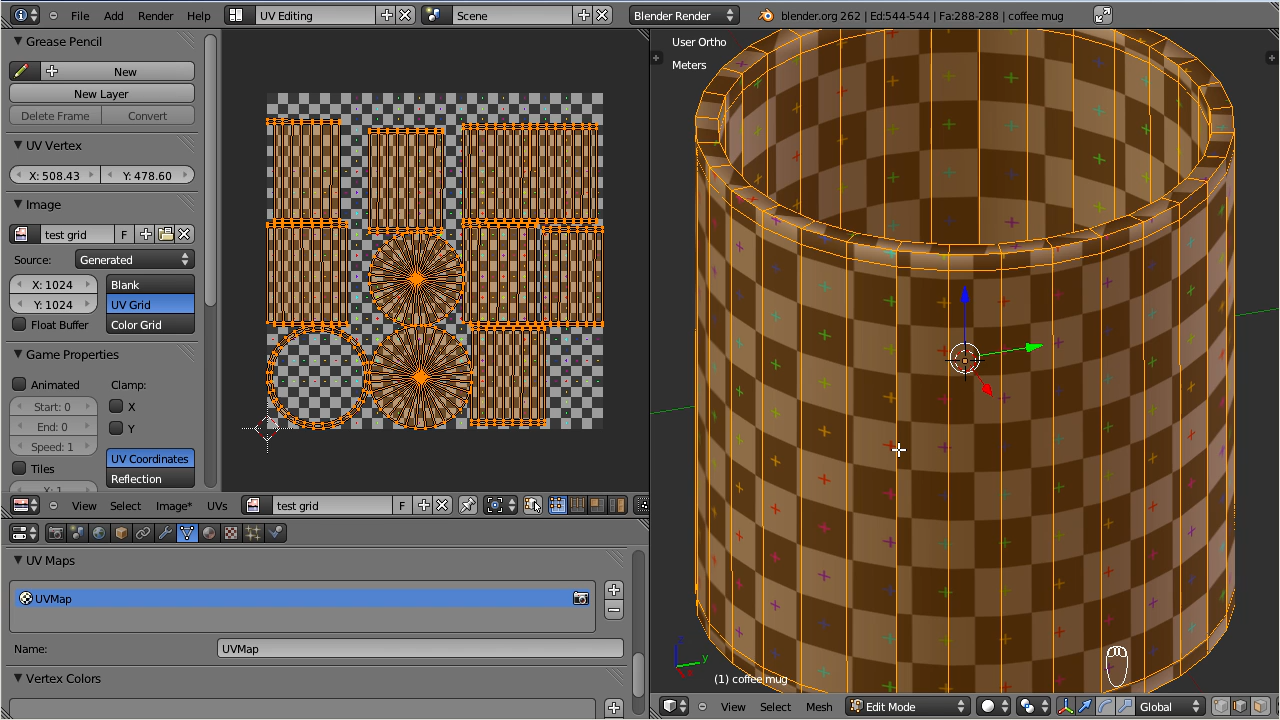 File Add Render Help UV Editing Scene Blender Render blender.org 262 | Ed:544-544 | Fa:288-288 | coffee mug
Grease Pencil
New
New Layer
Delete Frame Convert
UV Vertex
X: 508.43 Y: 478.60
Image
test grid F
Source: Generated
X: 1024 Blank
Y: 1024 UV Grid
Float Buffer Color Grid
Game Properties
Animated Clamp:
Start: 0 X
End: 0 Y
Speed: 1
UV Coordinates
Tiles Reflection
X: 1
View Select Image* UVs test grid F
UV Maps
UVMap
Name: UVMap
Vertex Colors
User Ortho
Meters
z
y
(1) coffee mug
View Select Mesh Edit Mode Global